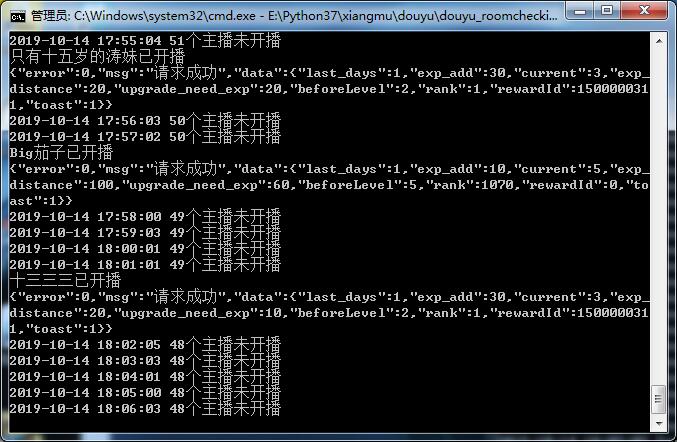 管理员: C:\Windows\system32\cmd.exe - E:\Python37\xiangmu\douyu\douyu_roomchecki...
2019-10-14 17:55:04 51个主播未开播
只有十五岁的涛妹已开播
{"error":0,"msg":"请求成功","data":{"last_days":1,"exp_add":30,"current":3,"exp_
distance":20,"upgrade_need_exp":20,"beforeLevel":2,"rank":1,"rewardId":150000031
1,"toast":1}}
2019-10-14 17:56:03 50个主播未开播
2019-10-14 17:57:02 50个主播未开播
Big茄子已开播
{"error":0,"msg":"请求成功","data":{"last_days":1,"exp_add":10,"current":5,"exp_
distance":100,"upgrade_need_exp":60,"beforeLevel":5,"rank":1070,"rewardId":0,"to
ast":1}}
2019-10-14 17:58:00 49个主播未开播
2019-10-14 17:59:03 49个主播未开播
2019-10-14 18:00:01 49个主播未开播
2019-10-14 18:01:01 49个主播未开播
十三三三已开播
{"error":0,"msg":"请求成功","data":{"last_days":1,"exp_add":30,"current":3,"exp_
distance":20,"upgrade_need_exp":10,"beforeLevel":2,"rank":1,"rewardId":150000031
1,"toast":1}}
2019-10-14 18:02:05 48个主播未开播
2019-10-14 18:03:03 48个主播未开播
2019-10-14 18:04:01 48个主播未开播
2019-10-14 18:05:00 48个主播未开播
2019-10-14 18:06:03 48个主播未开播